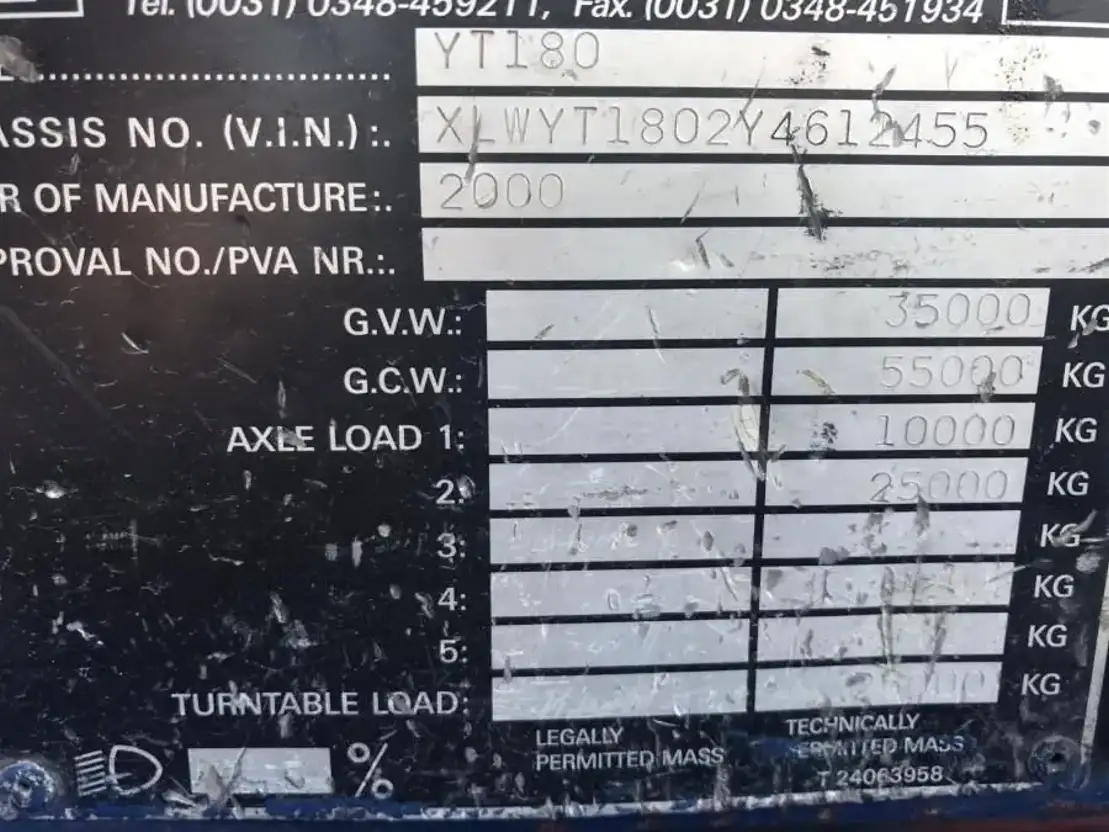 Tel. (0031) 0348-459211, Fax. (0031) 0348-451934
YT180
ASSIS NO. (V.I.N.) :. XLWYT1802Y4612455
R OF MANUFACTURE:. 2000
PROVAL NO./PVA NR.:.
G.V.W.: 35000 KG
G.C.W.: 55000 KG
AXLE LOAD 1: 10000 KG
2: 25000 KG
3: KG
4: KG
5: KG
TURNTABLE LOAD: KG
LEGALLY PERMITTED MASS
TECHNICALLY PERMITTED MASS
T 24063958
%